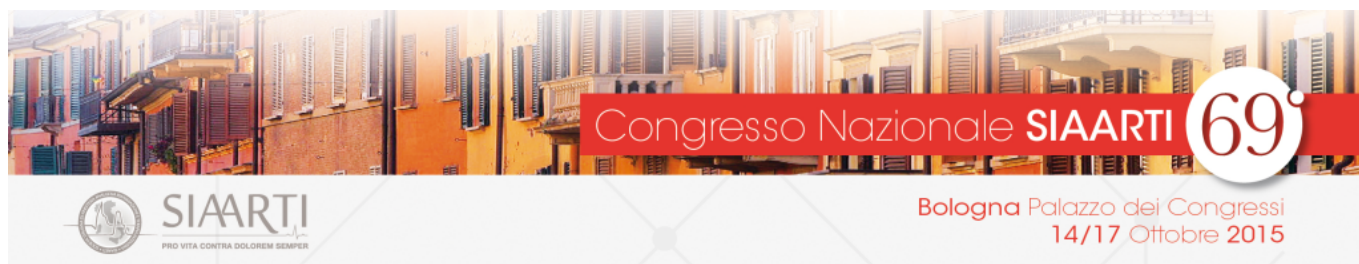 Congresso Nazionale SIAARTI 69°
SIAARTI
PRO VITA CONTRA DOLOREM SEMPER
Bologna Palazzo dei Congressi
14/17 Ottobre 2015